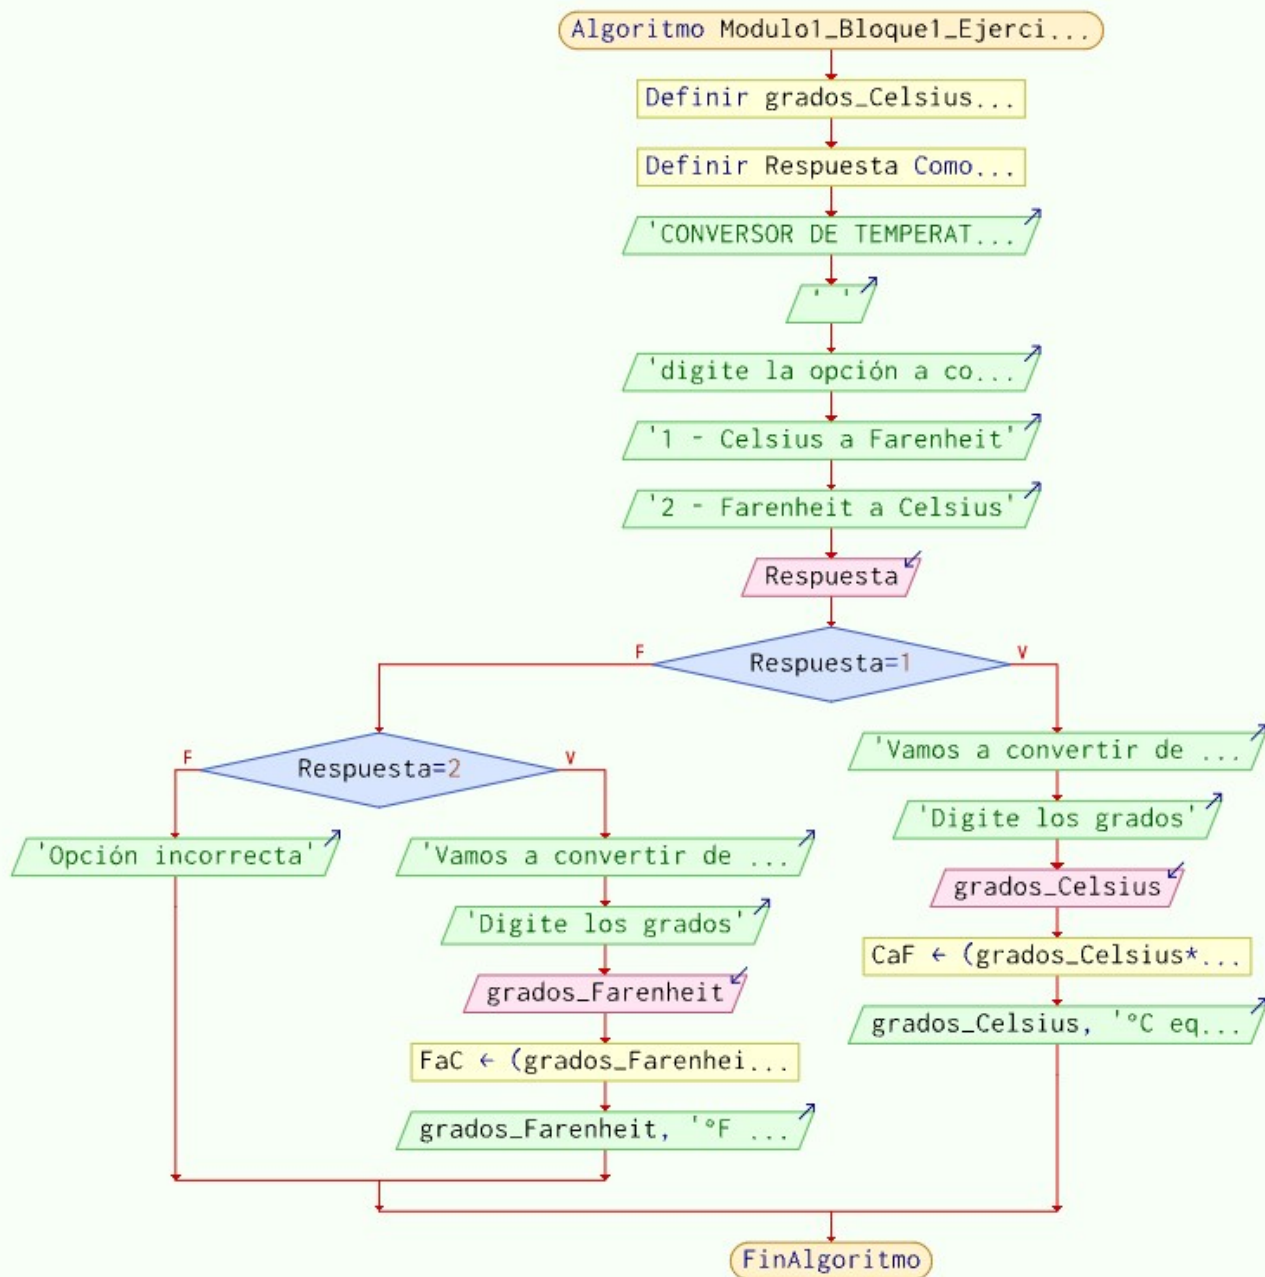 Algoritmo Modulo1_Bloque1_Ejerci...
Definir grados_Celsius...
Definir Respuesta Como...
'CONVERSOR DE TEMPERAT...
' '
'digite la opción a co...
'1 - Celsius a Farenheit'
'2 - Farenheit a Celsius'
Respuesta
Respuesta=1
F
V
Respuesta=2
F
V
'Opción incorrecta'
'Vamos a convertir de ...
'Digite los grados'
grados_Farenheit
FaC ← (grados_Farenhei...
grados_Farenheit, '°F ...
'Vamos a convertir de ...
'Digite los grados'
grados_Celsius
CaF ← (grados_Celsius*...
grados_Celsius, '°C eq...
FinAlgoritmo